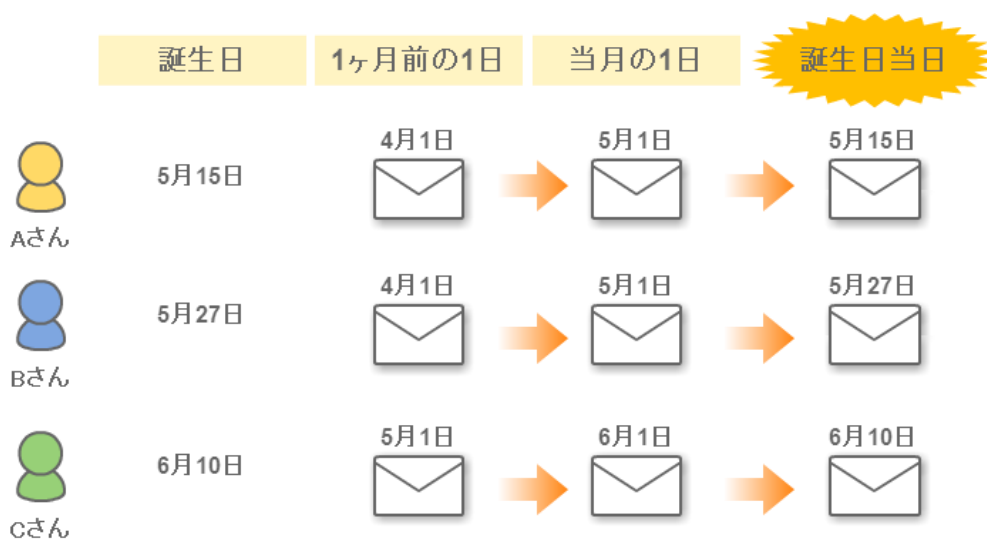 誕生日 1ヶ月前の1日 当月の1日 誕生日当日
4月1日 5月1日 5月15日
5月15日
Aさん
4月1日 5月1日 5月27日
5月27日
Bさん
5月1日 6月1日 6月10日
6月10日
Cさん